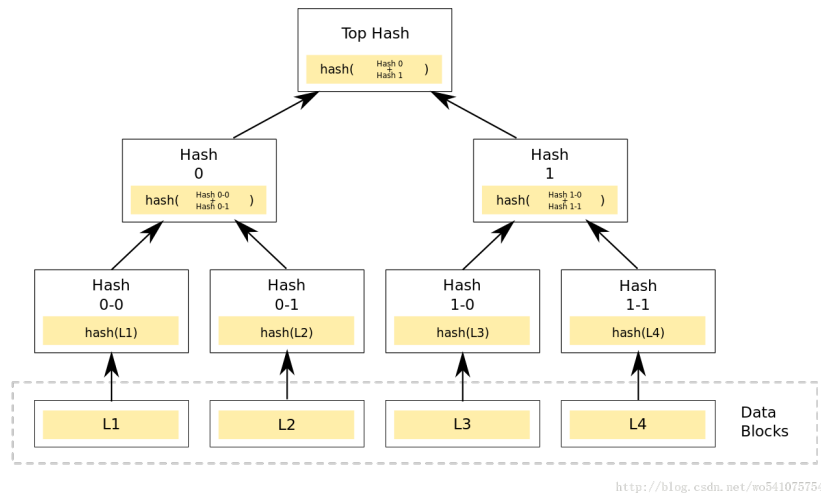 Top Hash
hash( Hash 0 + Hash 1 )
Hash
0
hash( Hash 0-0 + Hash 0-1 )
Hash
1
hash( Hash 1-0 + Hash 1-1 )
Hash
0-0
hash(L1)
Hash
0-1
hash(L2)
Hash
1-0
hash(L3)
Hash
1-1
hash(L4)
L1
L2
L3
L4
Data
Blocks
http://blog.csdn.net/wo54107575